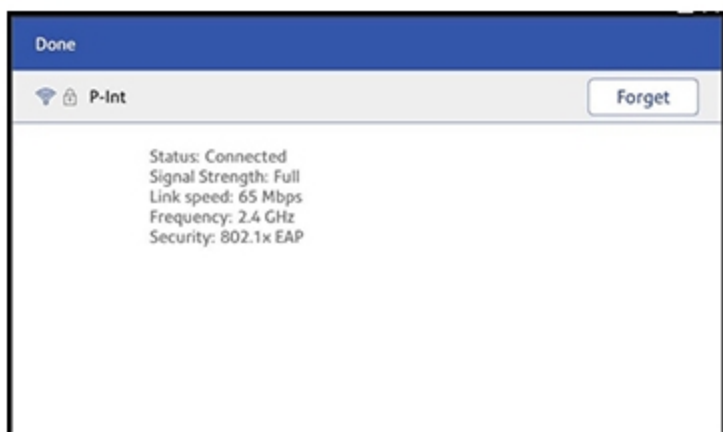 Done
P-Int
Forget
Status: Connected
Signal Strength: Full
Link speed: 65 Mbps
Frequency: 2.4 GHz
Security: 802.1x EAP